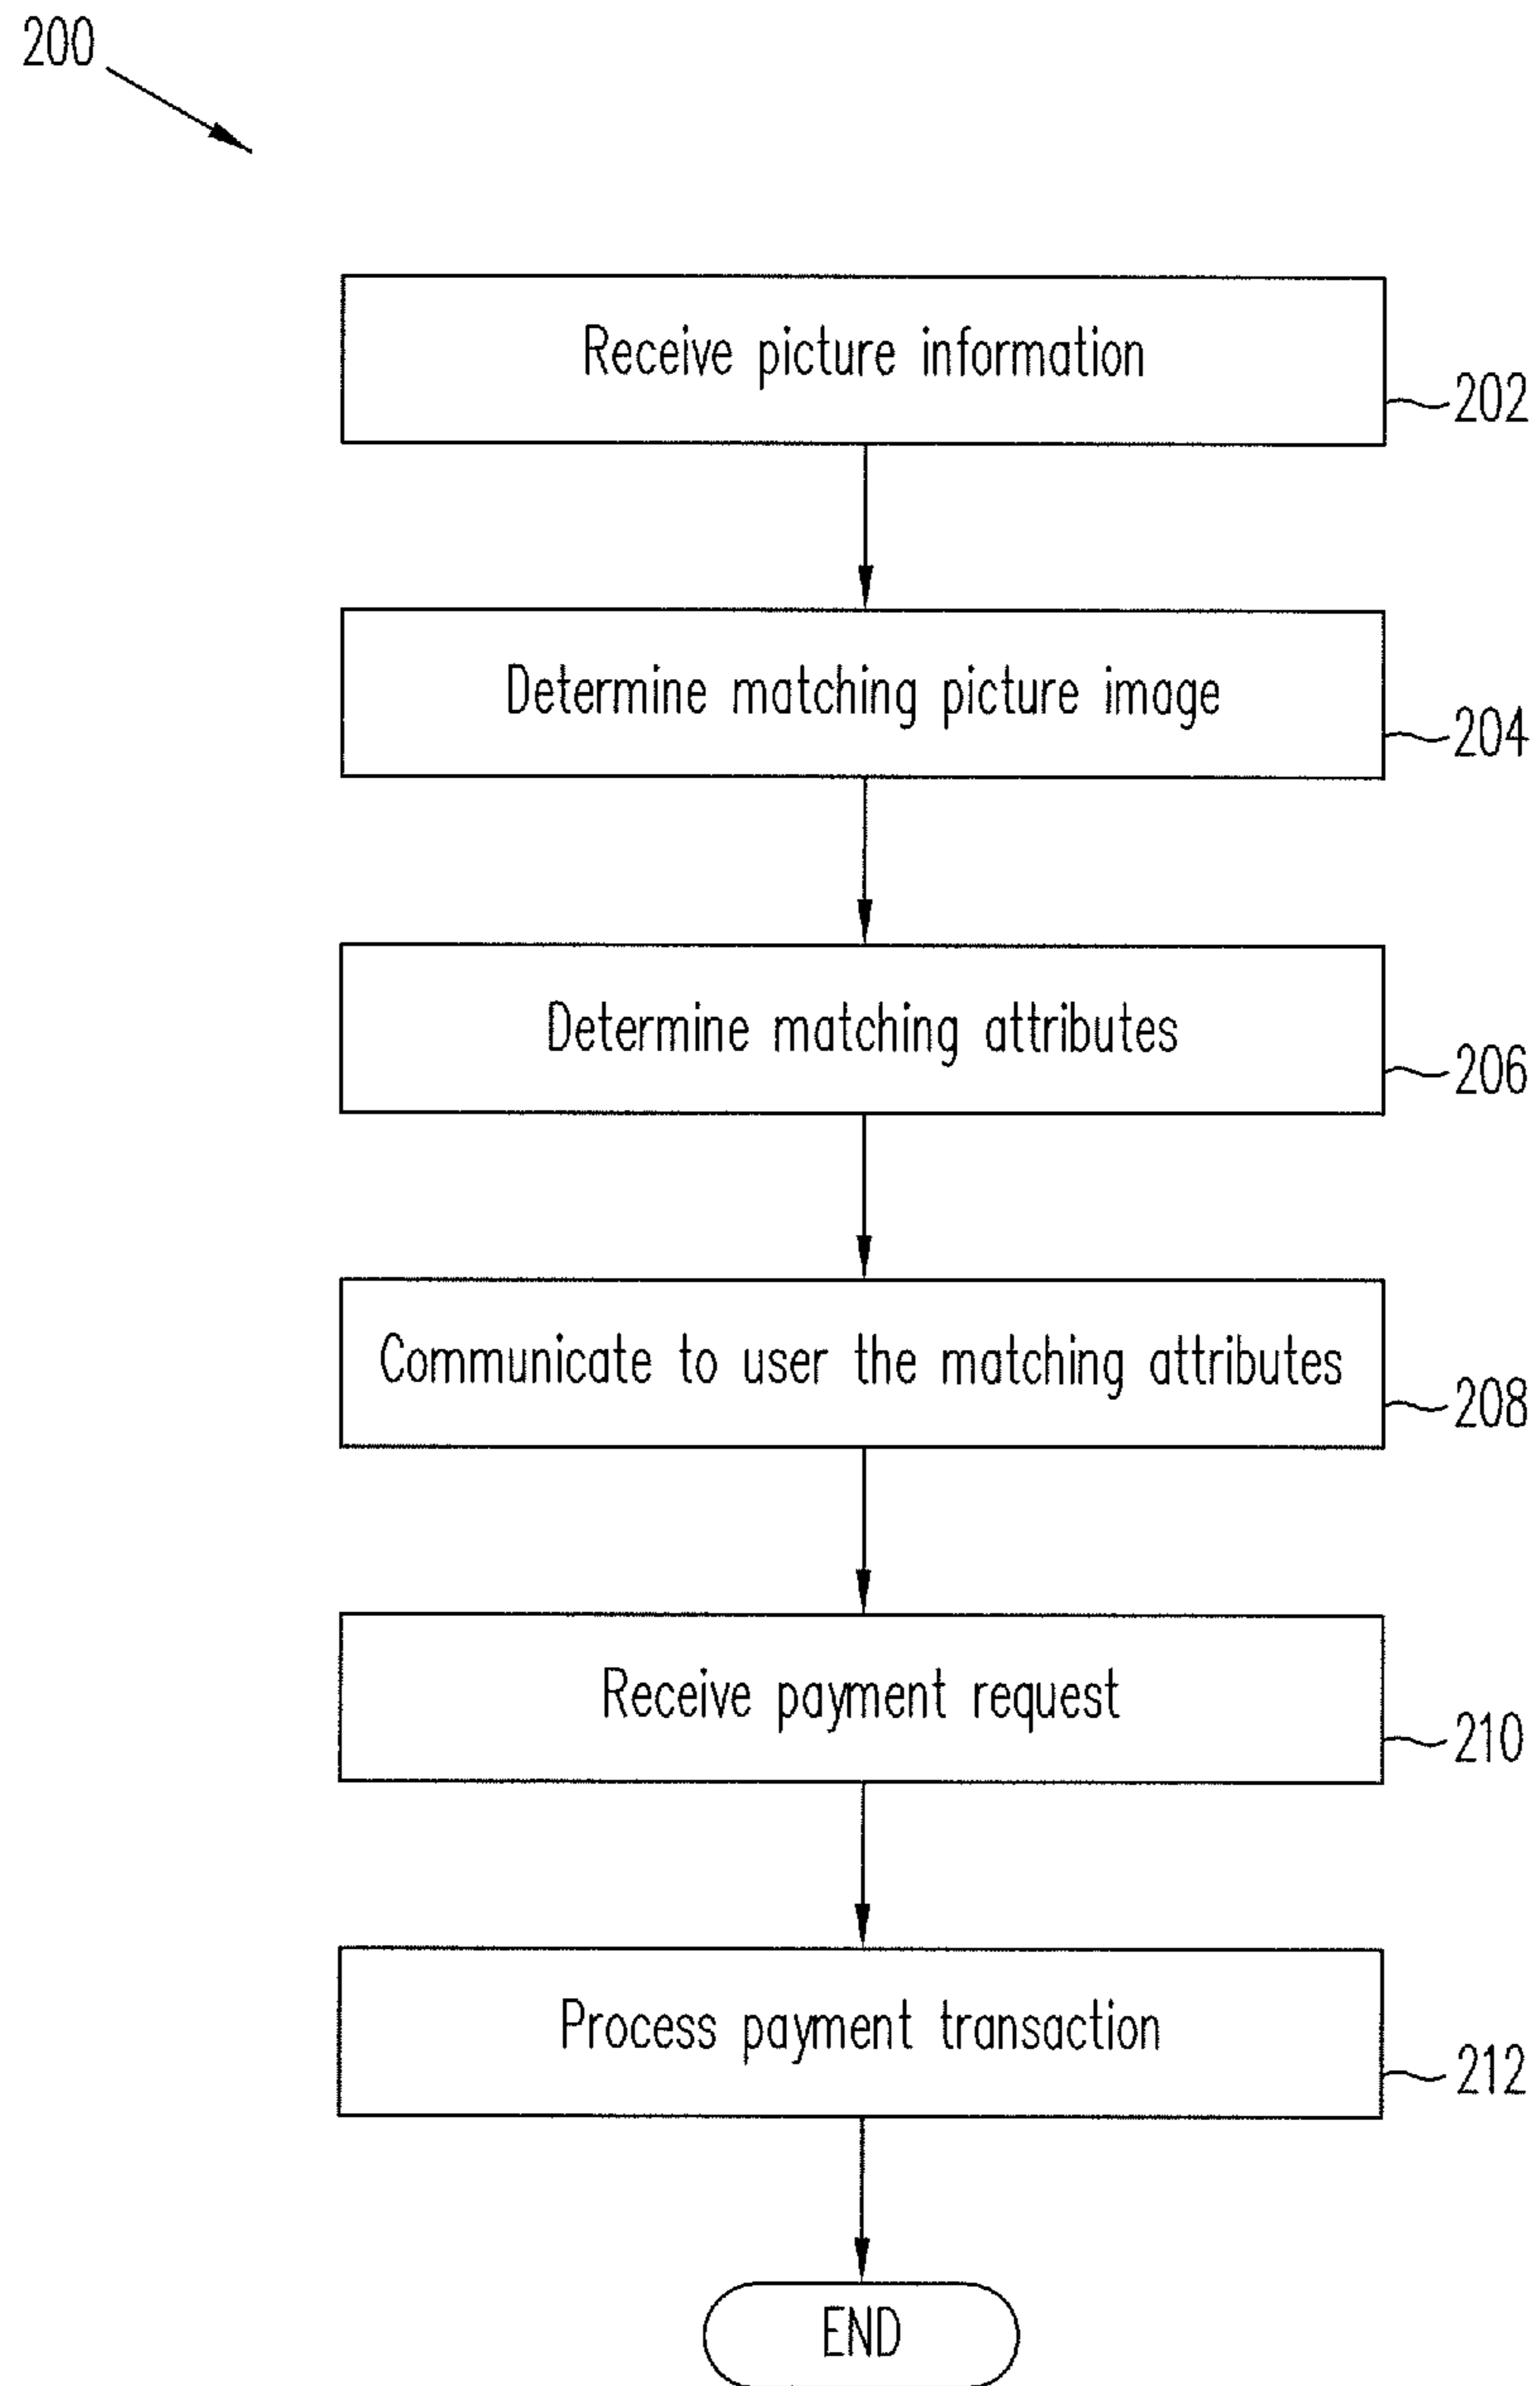 200
Receive picture information
202
Determine matching picture image
204
Determine matching attributes
206
Communicate to user the matching attributes
208
Receive payment request
210
Process payment transaction
212
END